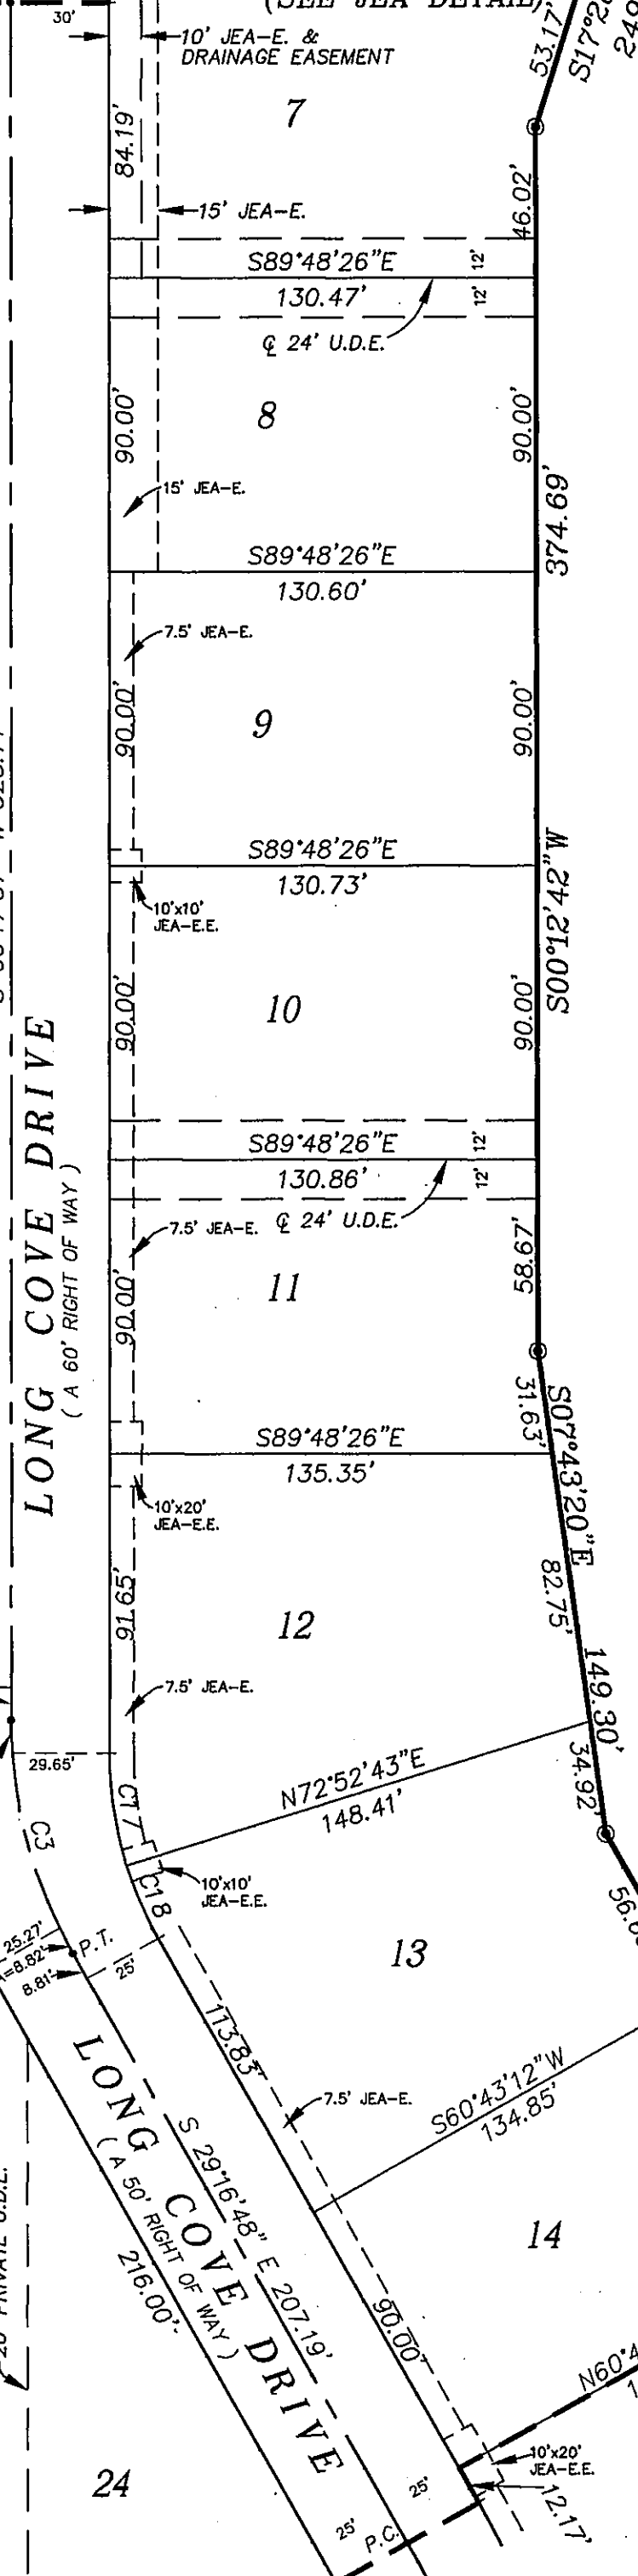 (SEE JEA DETAIL)
30'
10' JEA-E. &
DRAINAGE EASEMENT
53.17'
7
84.19'
46.02'
15' JEA-E.
S89°48'26"E
12'
130.47'
12'
℄ 24' U.D.E.
8
90.00'
90.00'
374.69'
15' JEA-E.
S89°48'26"E
130.60'
7.5' JEA-E.
9
90.00'
90.00'
S89°48'26"E
130.73'
10'x10'
JEA-E.E.
S00°12'42"W
10
90.00'
90.00'
LONG COVE DRIVE
( A 60' RIGHT OF WAY )
S89°48'26"E
12'
130.86'
12'
7.5' JEA-E.
℄ 24' U.D.E.
11
90.00'
58.97'
31.63'
S07°43'20"E
S89°48'26"E
135.35'
10'x20'
JEA-E.E.
12
91.65'
82.75'
149.30'
7.5' JEA-E.
29.65'
N72°52'43"E
148.41'
34.92'
C17
C3
C18
10'x10'
JEA-E.E.
25.27'
8.82'
8.81'
P.T.
25'
13
113.83'
7.5' JEA-E.
S60°43'12"W
134.85'
LONG COVE DRIVE
( A 50' RIGHT OF WAY )
S 29°16'48" E 207.19'
216.00'
14
90.00'
20' PRIVATE U.D.E.
24
10'x20'
JEA-E.E.
12.17'
25'
25'
P.C.